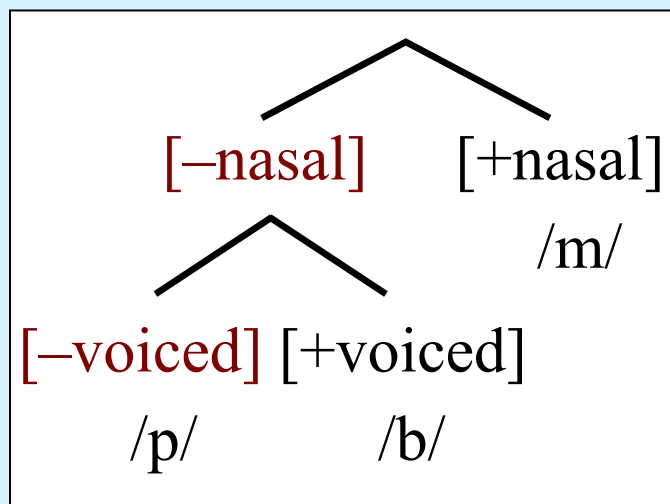 [–nasal] [+nasal]
/m/
[–voiced] [+voiced]
/p/ /b/